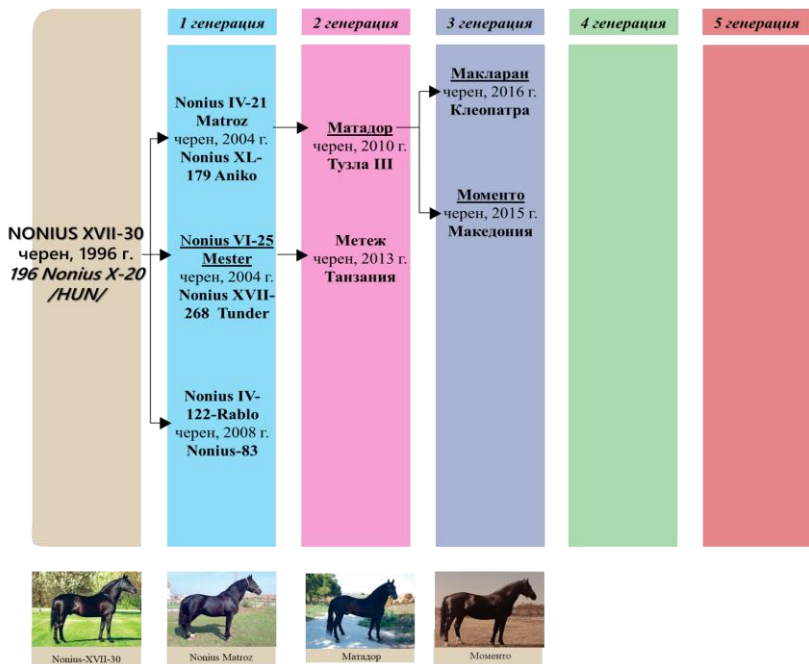 1 генерация
2 генерация
3 генерация
4 генерация
5 генерация
NONIUS XVII-30
черен, 1996 г.
196 Nonius X-20
/HUN/
Nonius IV-21
Matroz
черен, 2004 г.
Nonius XL-
179 Aniko
Nonius VI-25
Mester
черен, 2004 г.
Nonius XVII-
268 Tunder
Nonius IV-
122-Rablo
черен, 2008 г.
Nonius-83
Матадор
черен, 2010 г.
Тузла III
Метеж
черен, 2013 г.
Танзания
Макларан
черен, 2016 г.
Клеопатра
Моменто
черен, 2015 г.
Македония
Nonius-XVII-30
Nonius Matroz
Матадор
Моменто